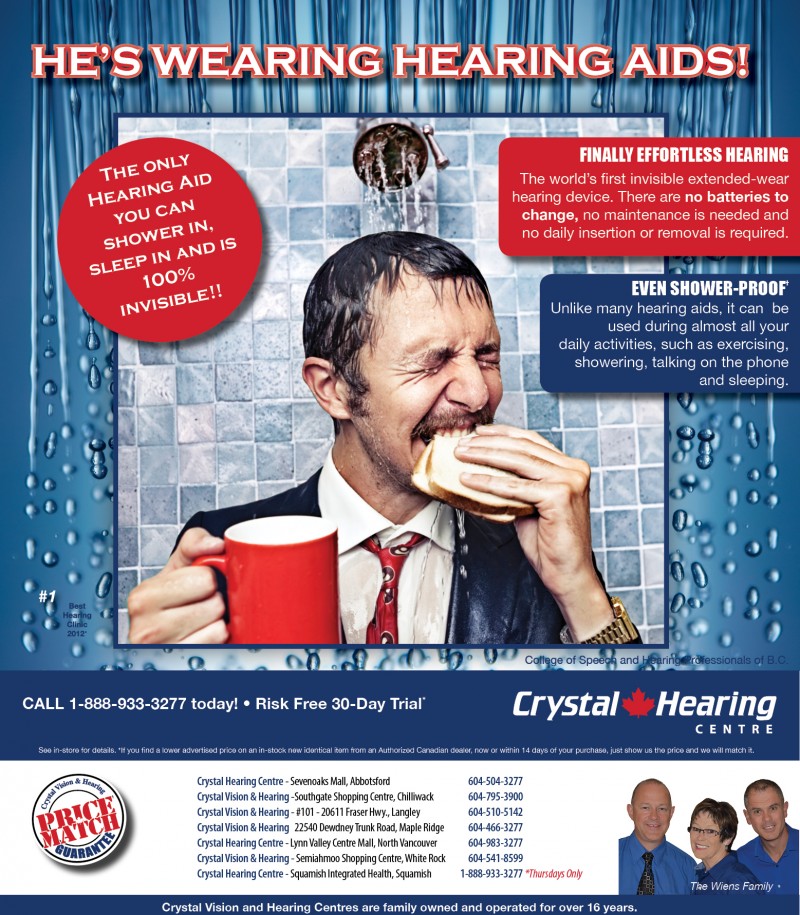 HE'S WEARING HEARING AIDS!
THE ONLY
HEARING AID
YOU CAN
SHOWER IN,
SLEEP IN AND IS
100%
INVISIBLE!!
FINALLY EFFORTLESS HEARING
The world's first invisible extended-wear
hearing device. There are no batteries to
change, no maintenance is needed and
no daily insertion or removal is required.
EVEN SHOWER-PROOF†
Unlike many hearing aids, it can be
used during almost all your
daily activities, such as exercising,
showering, talking on the phone
and sleeping.
#1
Best
Hearing
Clinic
2012*
College of Speech and Hearing Professionals of B.C.
CALL 1-888-933-3277 today! • Risk Free 30-Day Trial*
Crystal Hearing
CENTRE
See in-store for details. *If you find a lower advertised price on an in-stock new identical item from an Authorized Canadian dealer, now or within 14 days of your purchase, just show us the price and we will match it.
Crystal Vision & Hearing
PRICE
MATCH
GUARANTEE
Crystal Hearing Centre - Sevenoaks Mall, Abbotsford 604-504-3277
Crystal Vision & Hearing -Southgate Shopping Centre, Chilliwack 604-795-3900
Crystal Vision & Hearing - #101 - 20611 Fraser Hwy., Langley 604-510-5142
Crystal Vision & Hearing 22540 Dewdney Trunk Road, Maple Ridge 604-466-3277
Crystal Hearing Centre - Lynn Valley Centre Mall, North Vancouver 604-983-3277
Crystal Vision & Hearing - Semiahmoo Shopping Centre, White Rock 604-541-8599
Crystal Hearing Centre - Squamish Integrated Health, Squamish 1-888-933-3277 *Thursdays Only
The Wiens Family •
Crystal Vision and Hearing Centres are family owned and operated for over 16 years.